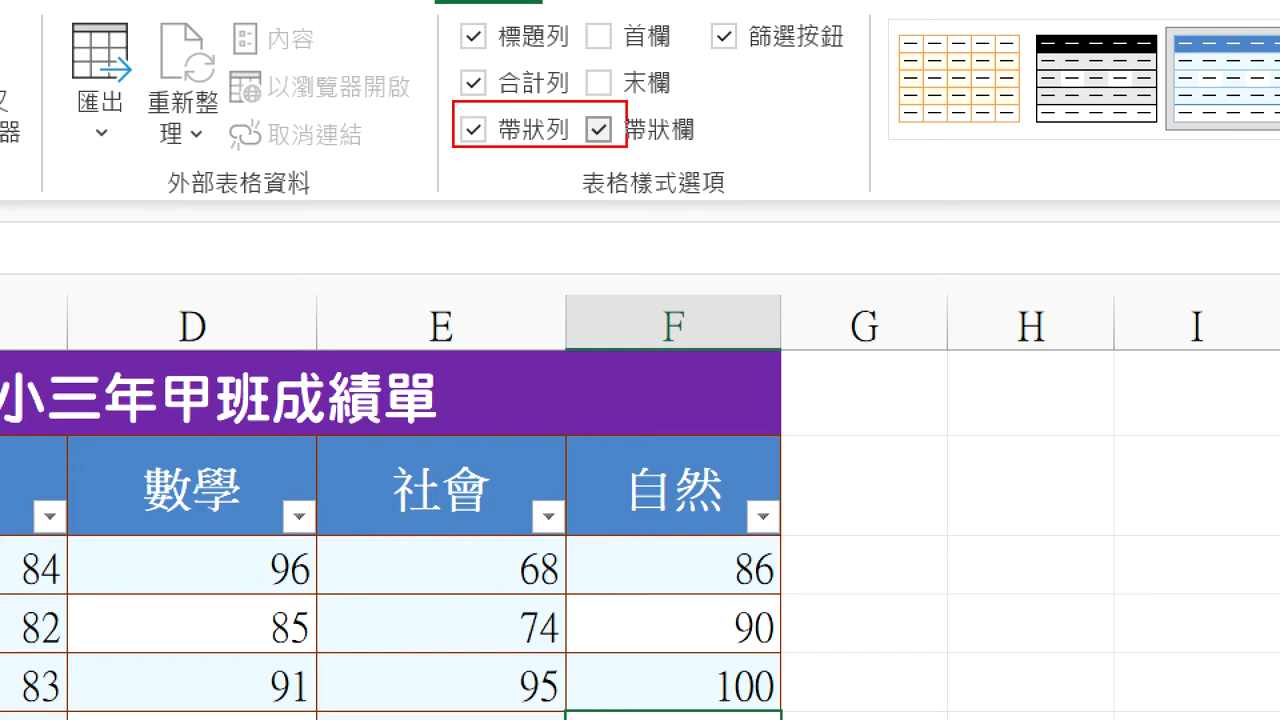 器
匯出
重新整
理
內容
以瀏覽器開啟
取消連結
外部表格資料
標題列 首欄 篩選按鈕
合計列 末欄
帶狀列 帶狀欄
表格樣式選項
D E F G H I
小三年甲班成績單
數學 社會 自然
84 96 68 86
82 85 74 90
83 91 95 100